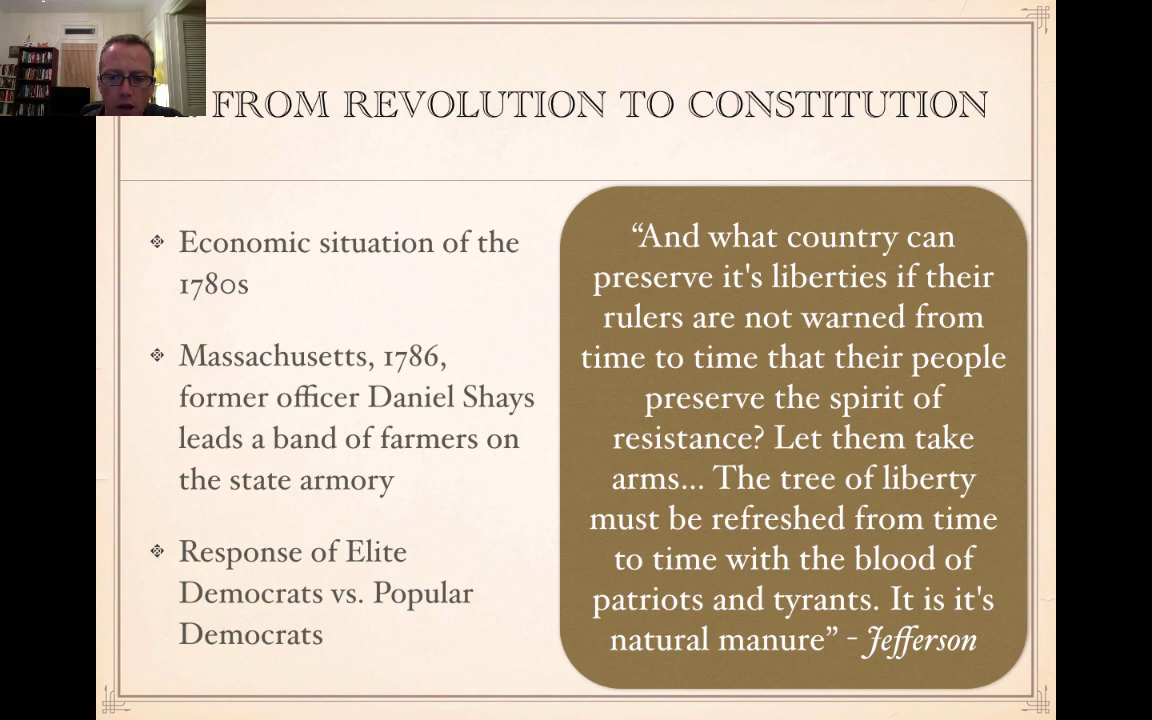 FROM REVOLUTION TO CONSTITUTION
Economic situation of the
1780s
Massachusetts, 1786,
former officer Daniel Shays
leads a band of farmers on
the state armory
Response of Elite
Democrats vs. Popular
Democrats
“And what country can
preserve it's liberties if their
rulers are not warned from
time to time that their people
preserve the spirit of
resistance? Let them take
arms... The tree of liberty
must be refreshed from time
to time with the blood of
patriots and tyrants. It is it's
natural manure” - Jefferson